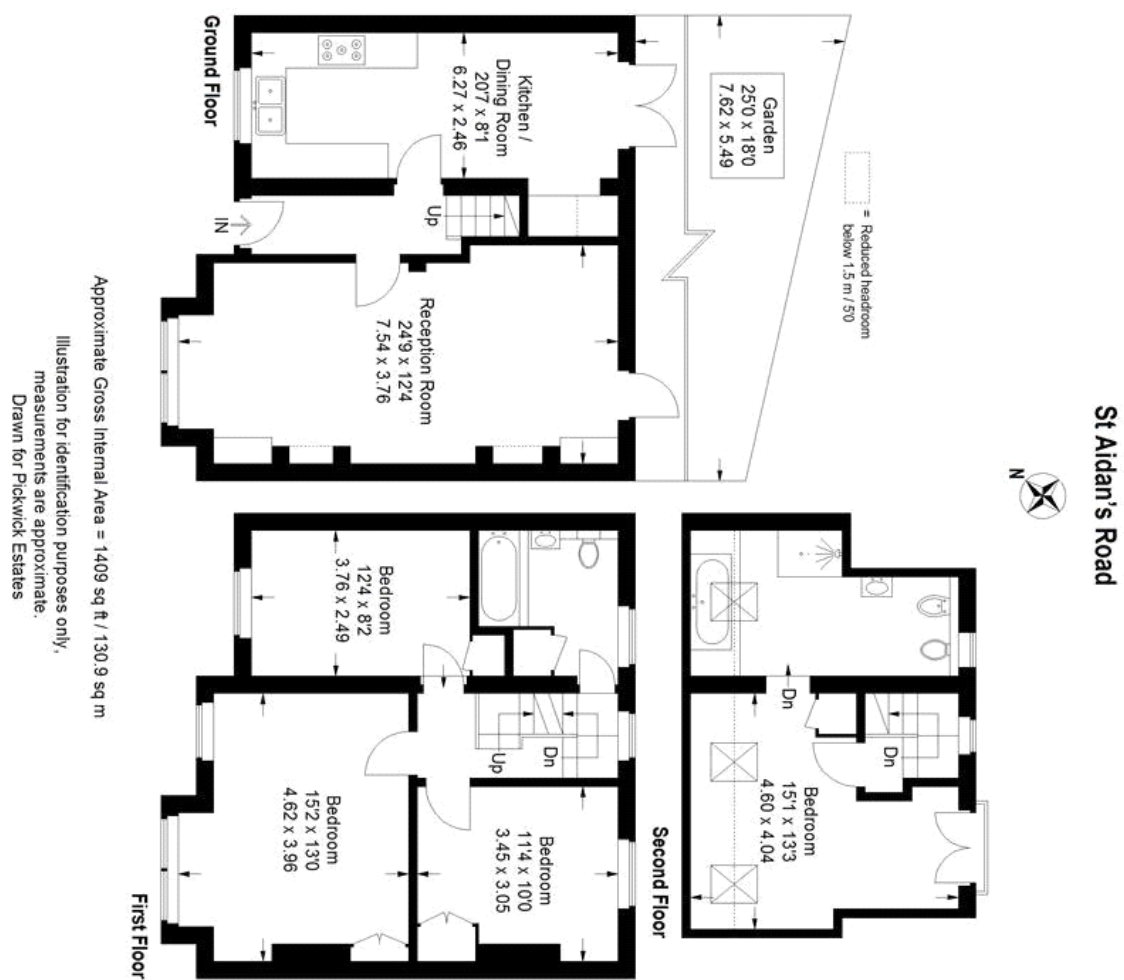 St Aidan's Road
N
= Reduced headroom
below 1.5 m / 5'0
Garden
25'0 x 18'0
7.62 x 5.49
Kitchen /
Dining Room
20'7 x 8'1
6.27 x 2.46
Up
IN
Reception Room
24'9 x 12'4
7.54 x 3.76
Ground Floor
Bedroom
15'1 x 13'3
4.60 x 4.04
Dn
Dn
Second Floor
Bedroom
12'4 x 8'2
3.76 x 2.49
Dn
Up
Bedroom
11'4 x 10'0
3.45 x 3.05
Bedroom
15'2 x 13'0
4.62 x 3.96
First Floor
Approximate Gross Internal Area = 1409 sq ft / 130.9 sq m
Illustration for identification purposes only,
measurements are approximate.
Drawn for Pickwick Estates